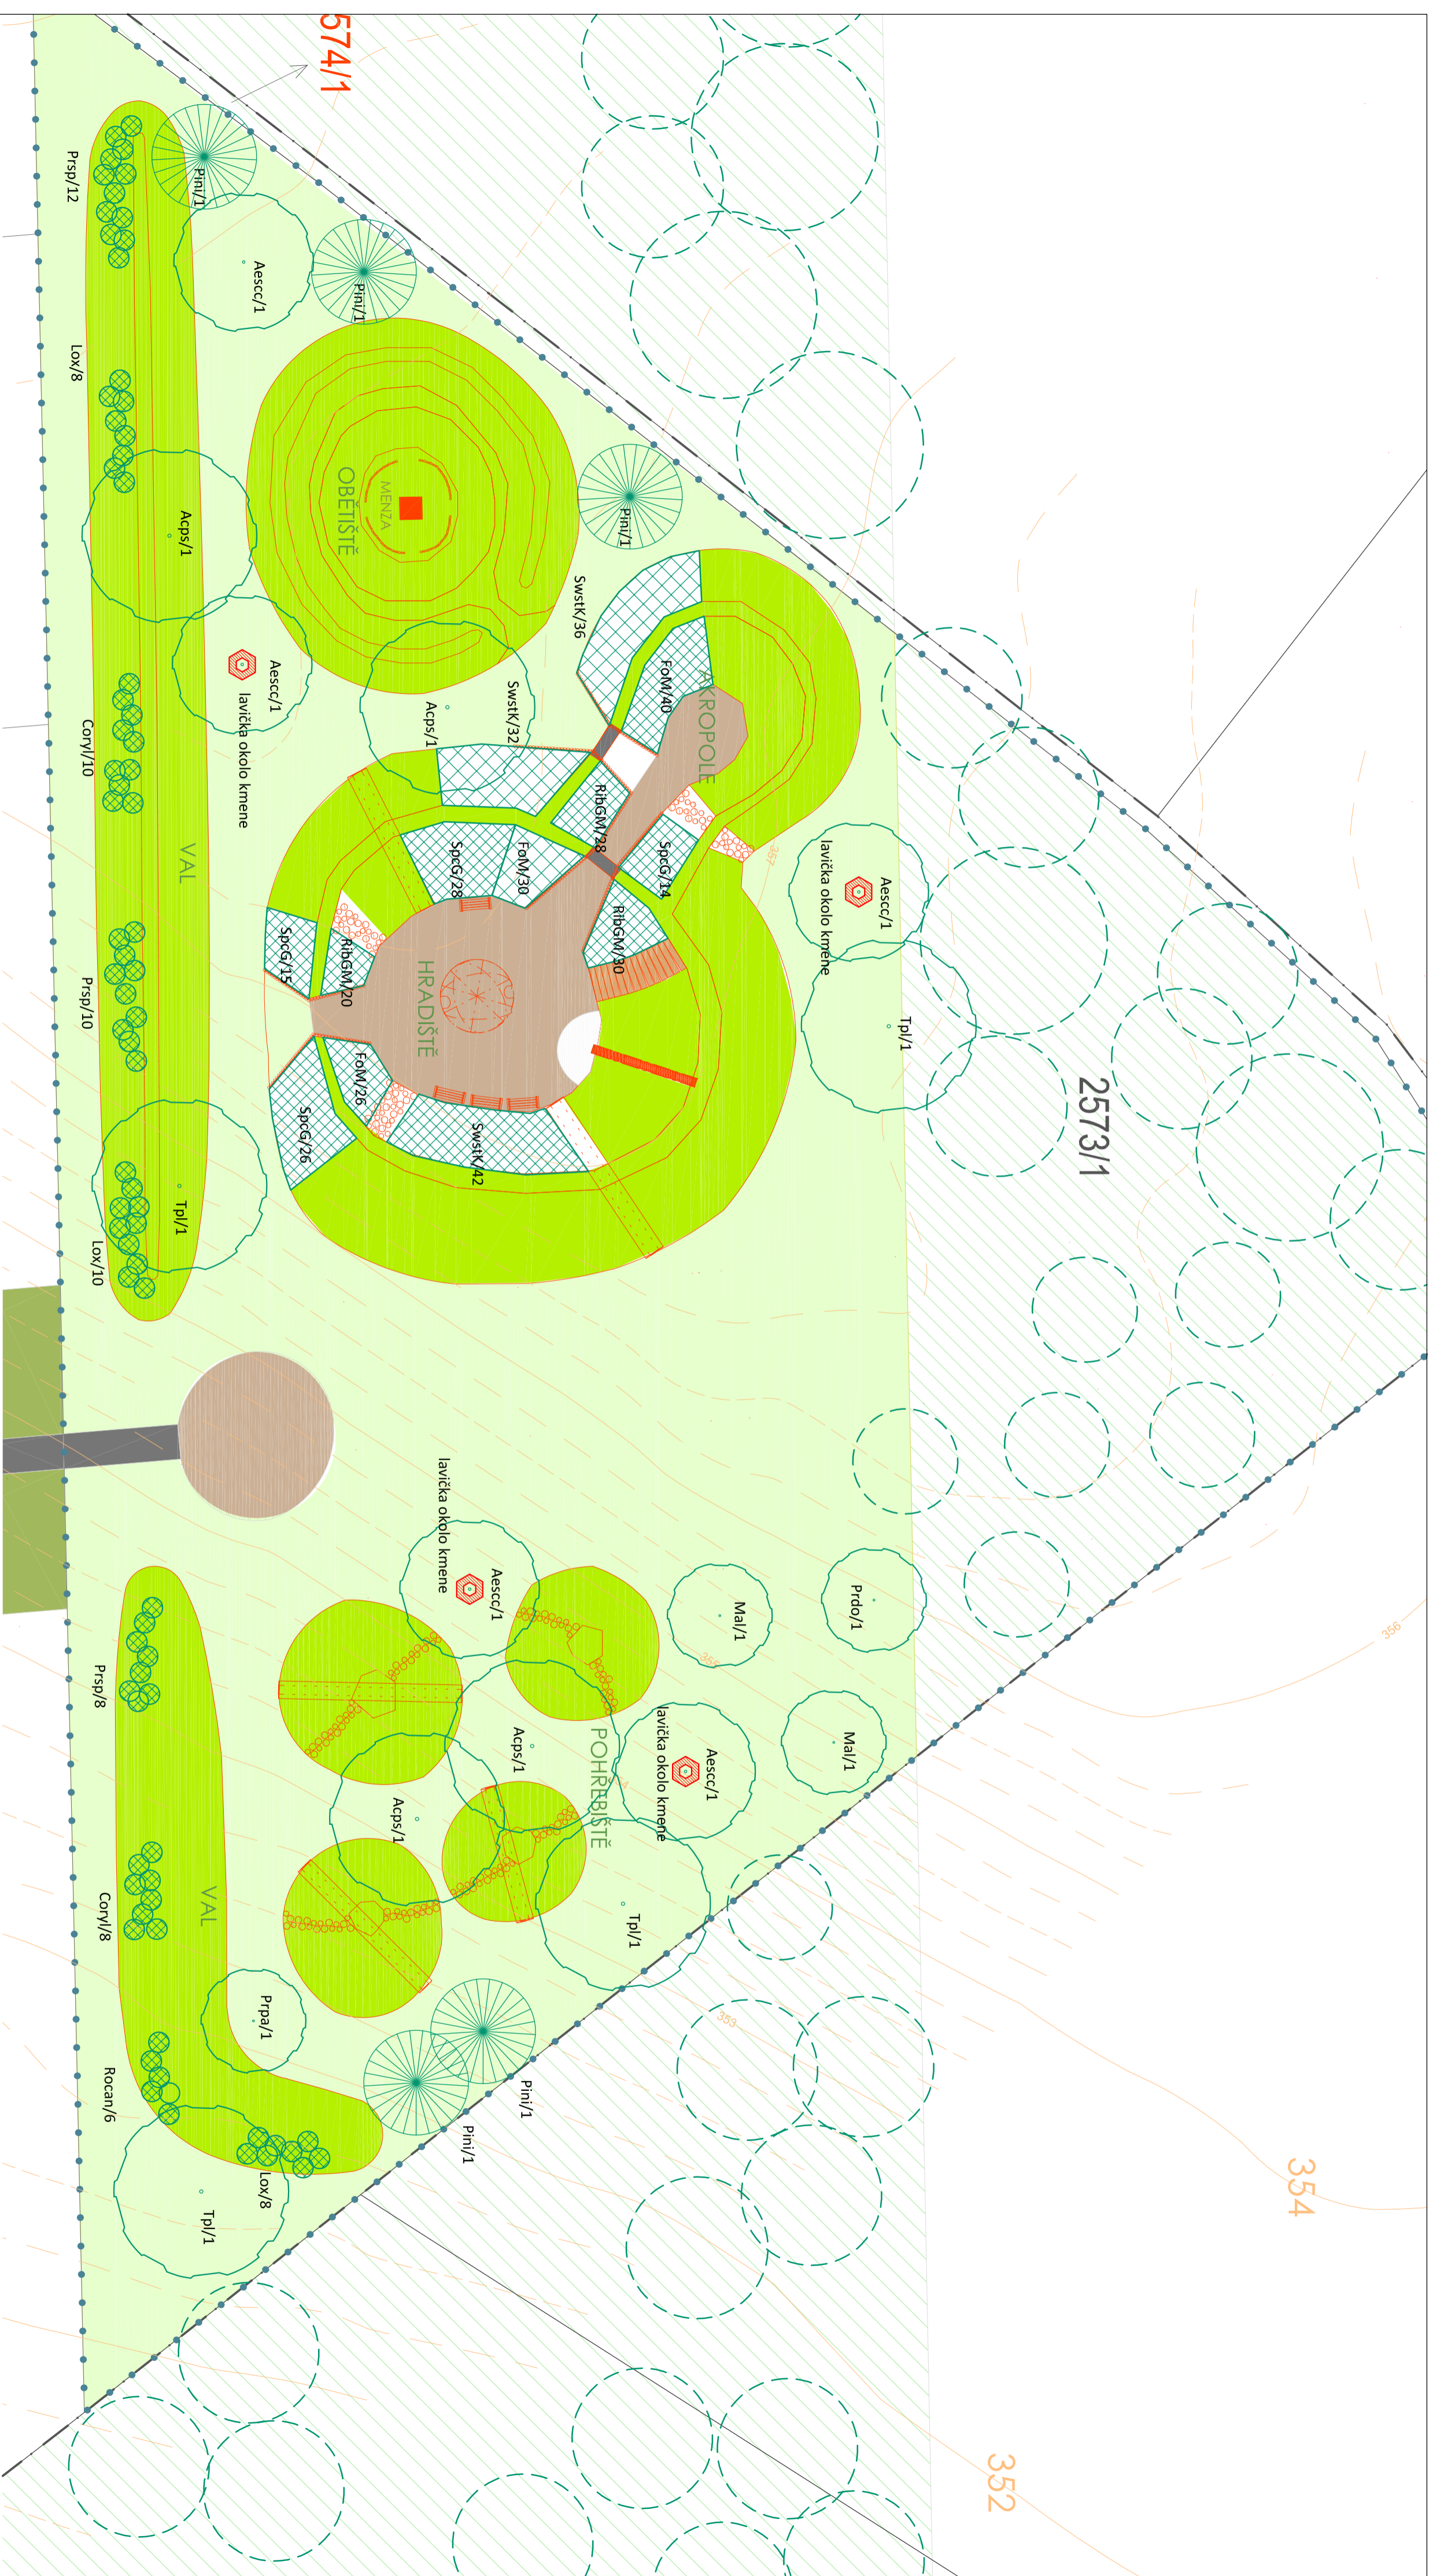 574/1
Prsp/12
Pini/1
Aescc/1
Pini/1
Lox/8
Acps/1
OBĚTIŠTĚ
MENZA
Pini/1
SwstK/36
FoM/40
AKROPOLE
Aescc/1
lavička okolo kmene
Acps/1
SwstK/32
RibGM/28
SpcG/14
Coryl/10
VAL
SpcG/28
FoM/30
RibGM/30
357
lavička okolo kmene
Aescc/1
SpcG/15
RibGM/20
HRADIŠTĚ
Tpl/1
Prsp/10
FoM/26
SpcG/26
SwstK/42
2573/1
Lox/10
Tpl/1
lavička okolo kmene
Aescc/1
Mal/1
Prdo/1
356
Prsp/8
Acps/1
POHŘEBIŠTĚ
lavička okolo kmene
Aescc/1
Mal/1
Acps/1
Coryl/8
VAL
Tpl/1
Prpa/1
353
Rocan/6
Pini/1
Pini/1
Lox/8
Tpl/1
354
352